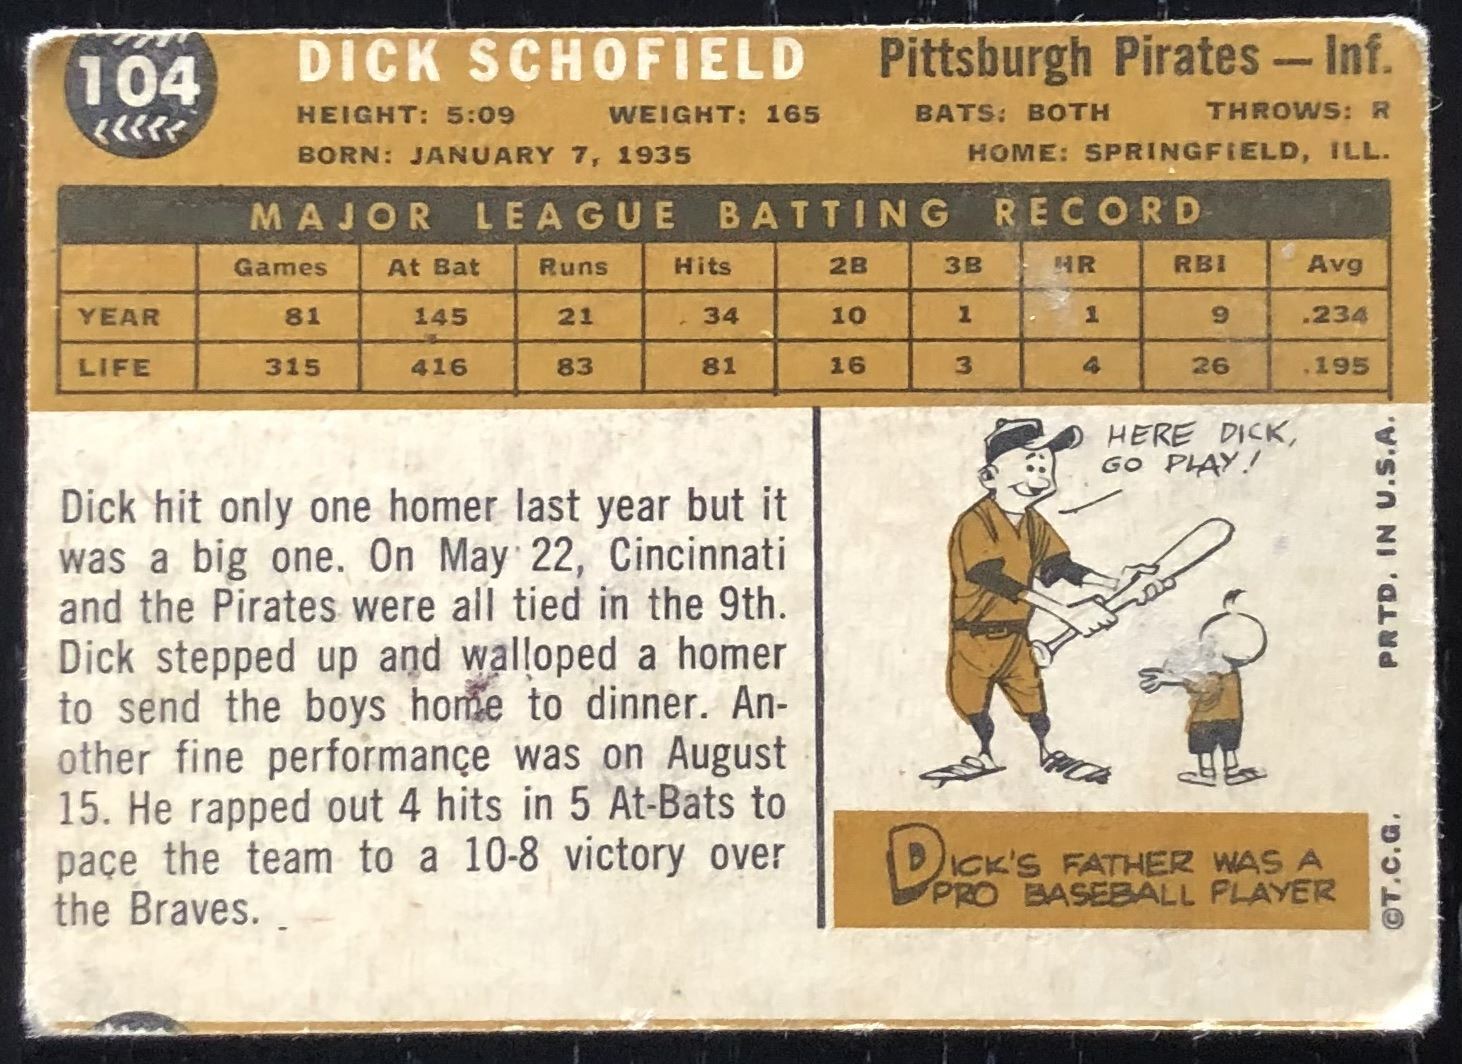 104
DICK SCHOFIELD
Pittsburgh Pirates — Inf.
HEIGHT: 5:09 WEIGHT: 165 BATS: BOTH THROWS: R
BORN: JANUARY 7, 1935 HOME: SPRINGFIELD, ILL.
MAJOR LEAGUE BATTING RECORD
Games At Bat Runs Hits 2B 3B HR RBI Avg
YEAR 81 145 21 34 10 1 1 9 .234
LIFE 315 416 83 81 16 3 4 26 .195
Dick hit only one homer last year but it
was a big one. On May 22, Cincinnati
and the Pirates were all tied in the 9th.
Dick stepped up and walloped a homer
to send the boys home to dinner. An-
other fine performance was on August
15. He rapped out 4 hits in 5 At-Bats to
pace the team to a 10-8 victory over
the Braves.
HERE DICK,
GO PLAY!
DICK'S FATHER WAS A
PRO BASEBALL PLAYER
©T.C.G. PRTD. IN U.S.A.